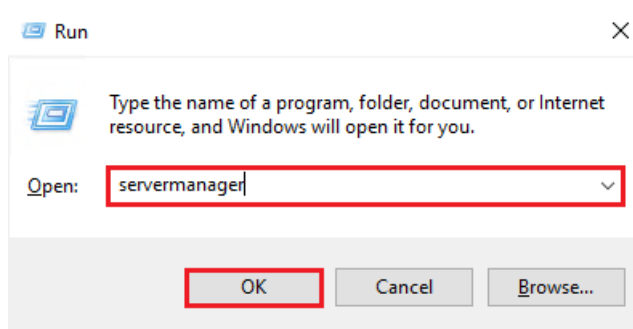 Run
Type the name of a program, folder, document, or Internet
resource, and Windows will open it for you.
Open: servermanager
OK Cancel Browse...